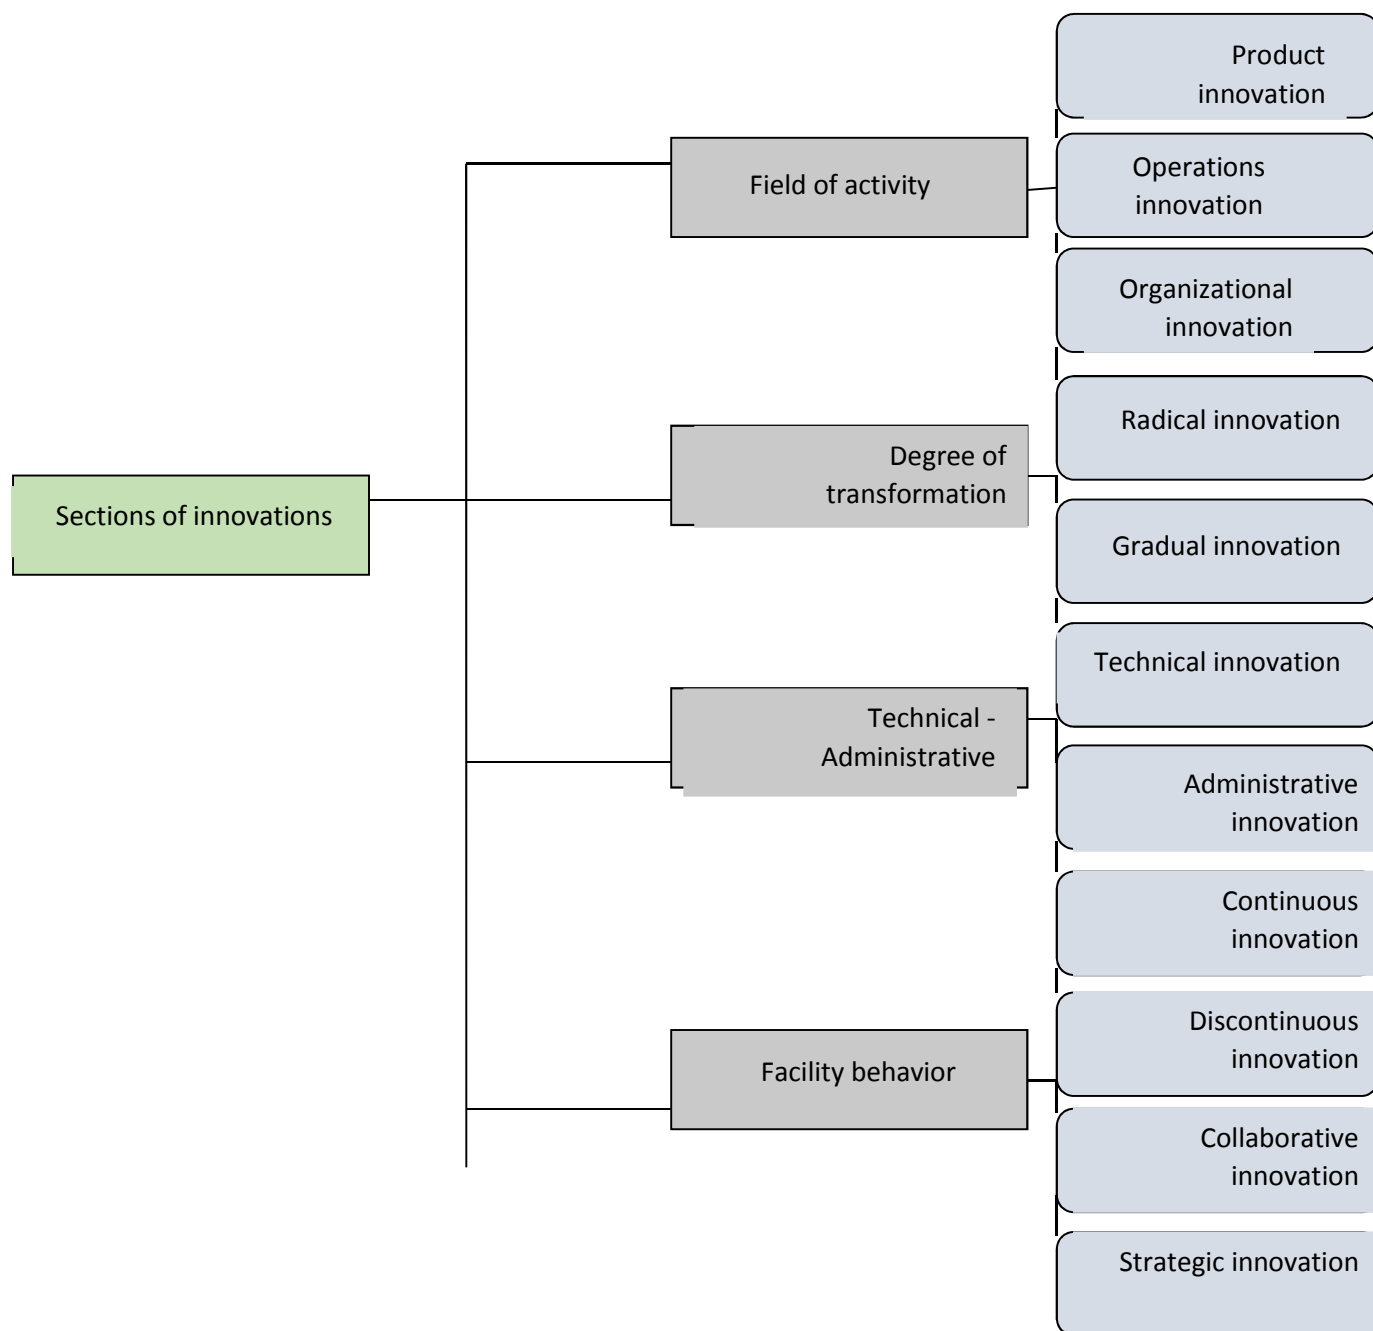 Sections of innovations
Field of activity
Product
innovation
Operations
innovation
Organizational
innovation
Degree of
transformation
Radical innovation
Gradual innovation
Technical -
Administrative
Technical innovation
Administrative
innovation
Facility behavior
Continuous
innovation
Discontinuous
innovation
Collaborative
innovation
Strategic innovation